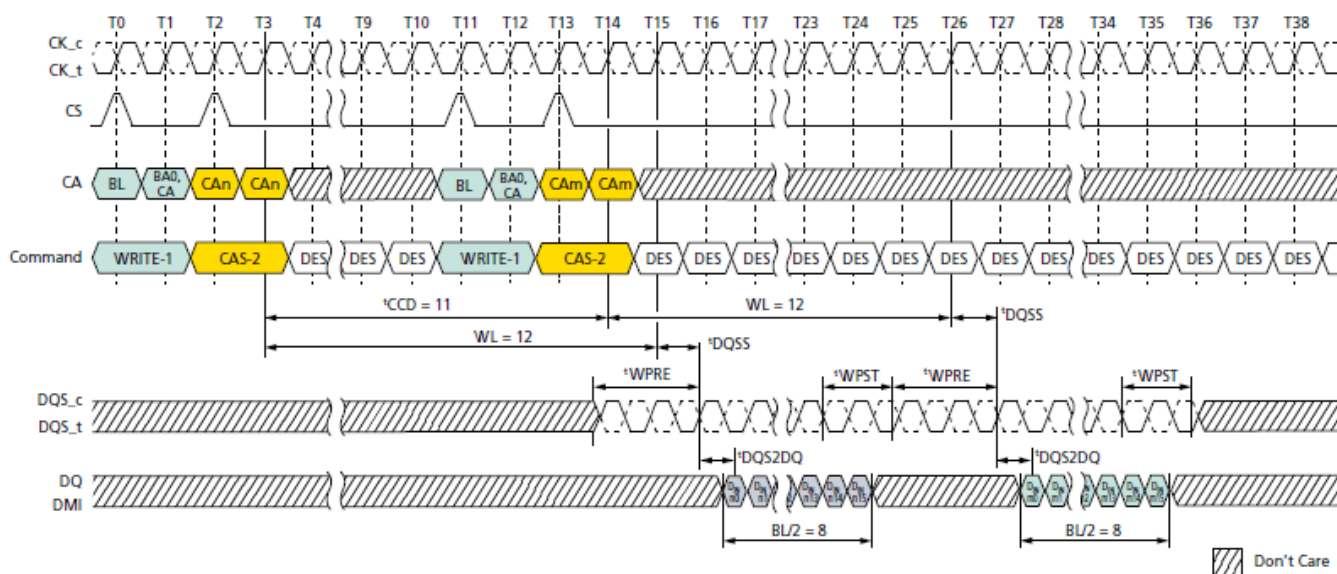 T0 T1 T2 T3 T4 T9 T10 T11 T12 T13 T14 T15 T16 T17 T23 T24 T25 T26 T27 T28 T34 T35 T36 T37 T38
CK_c
CK_t
CS
CA BL BA0, CA CAn CAn BL BA0, CA CAm CAm
Command WRITE-1 CAS-2 DES DES DES WRITE-1 CAS-2 DES DES DES DES DES DES DES DES DES DES DES DES DES DES
tCCD = 11 WL = 12 tDQSS
WL = 12 tDQSS
tWPRE tWPST tWPRE tWPST
DQS_c
DQS_t
tDQS2DQ tDQS2DQ
DQ
DMI
BL/2 = 8 BL/2 = 8
Don't Care